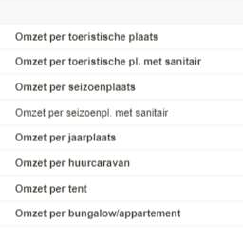 Omzet per toeristische plaats
Omzet per toeristische pl. met sanitair
Omzet per seizoenplaats
Omzet per seizoenpl. met sanitair
Omzet per jaarplaats
Omzet per huurcaravan
Omzet per tent
Omzet per bungalow/appartement